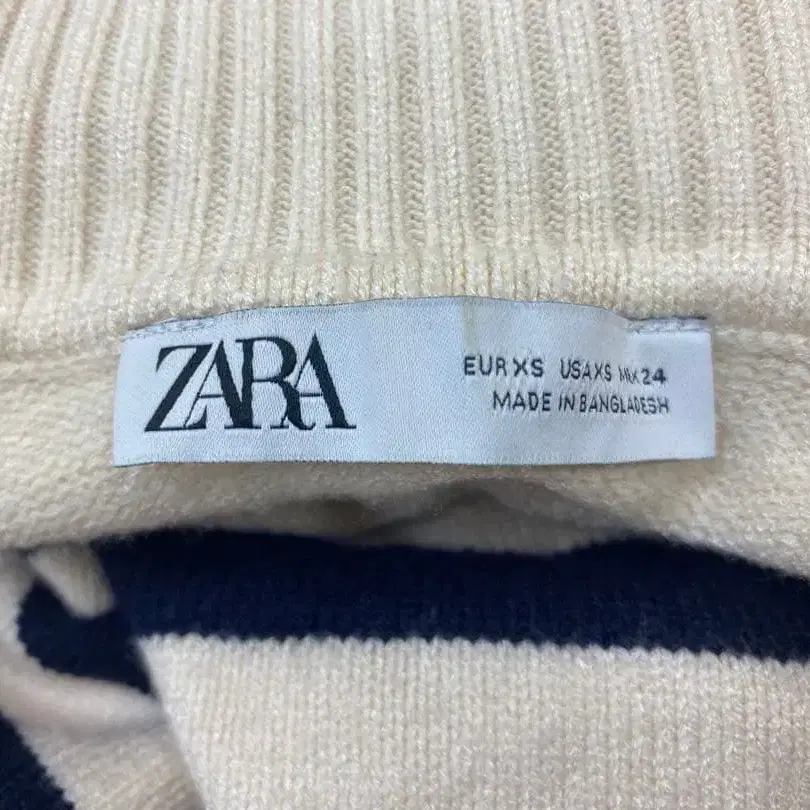 ZARA
EUR XS USA XS MEX 24
MADE IN BANGLADESH